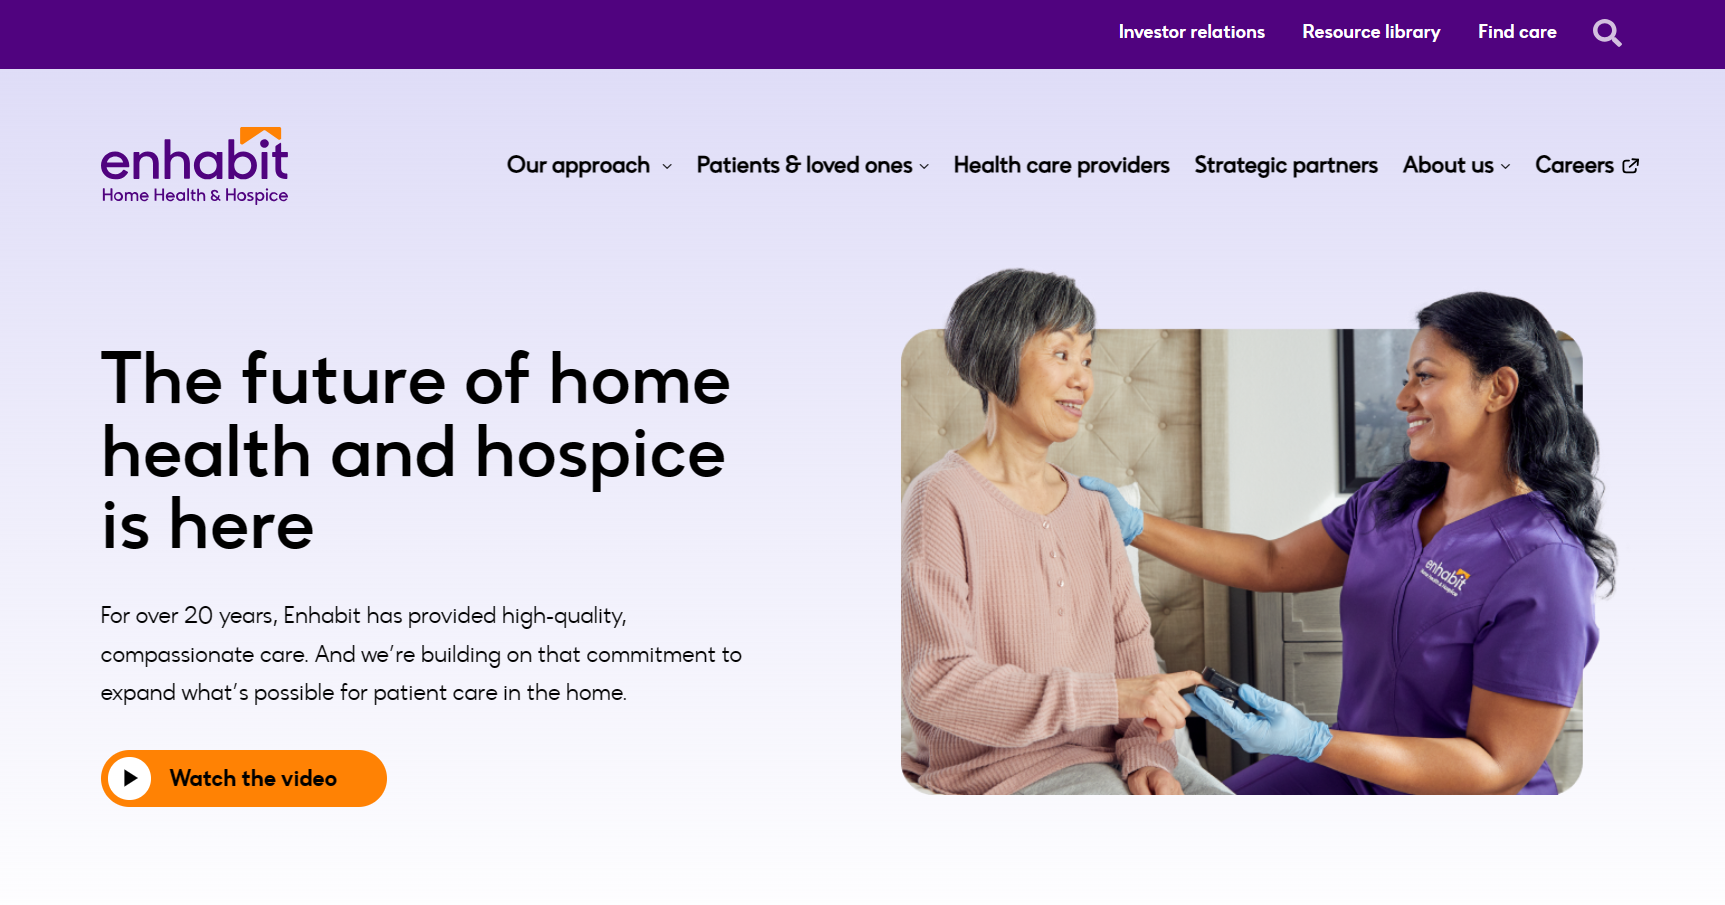 Investor relations
Resource library
Find care
enhabit
Home Health & Hospice
Our approach
Patients & loved ones
Health care providers
Strategic partners
About us
Careers
The future of home
health and hospice
is here
For over 20 years, Enhabit has provided high-quality,
compassionate care. And we're building on that commitment to
expand what's possible for patient care in the home.
Watch the video
enhabit
Home Health & Hospice